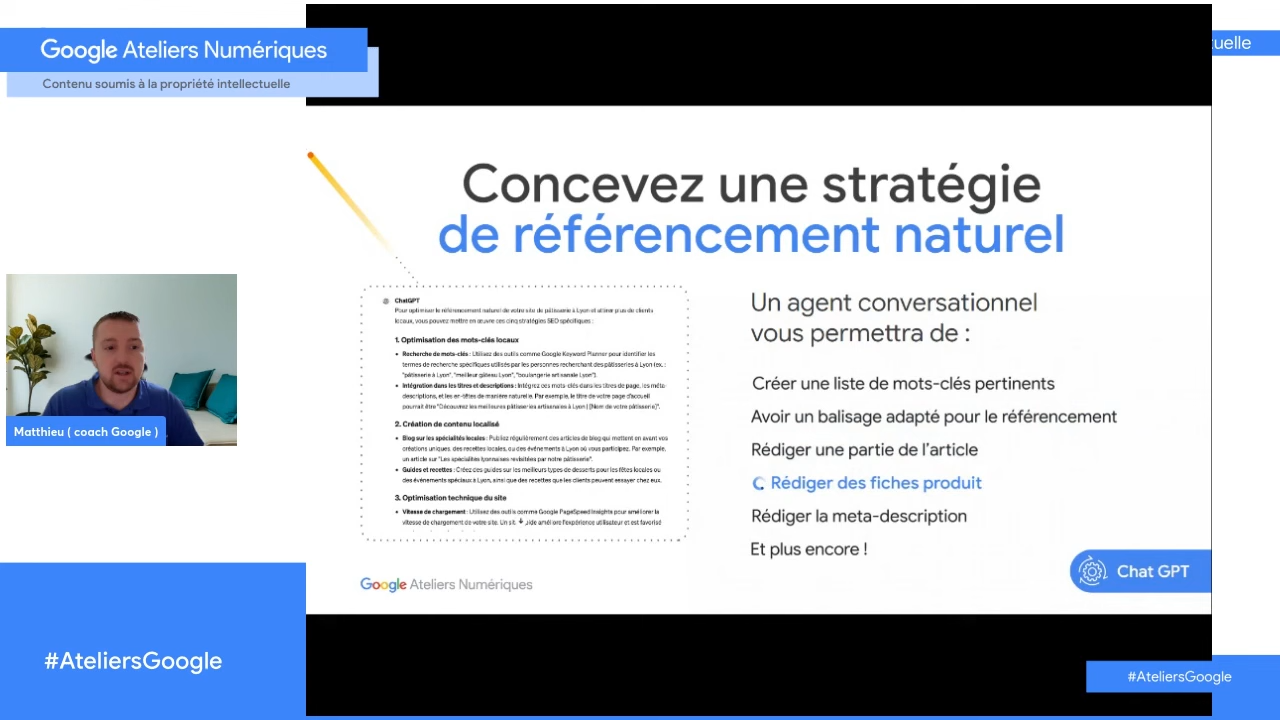 Google Ateliers Numériques
Contenu soumis à la propriété intellectuelle
tuelle
Concevez une stratégie
de référencement naturel
ChatGPT
Pour optimiser le référencement naturel de votre site de pâtisserie à Lyon et attirer plus de clients
locaux, vous pouvez mettre en œuvre ces cinq stratégies SEO spécifiques :
1. Optimisation des mots-clés locaux
• Recherche de mots-clés : Utilisez des outils comme Google Keyword Planner pour identifier les
termes de recherche spécifiques utilisés par les personnes recherchant des pâtisseries à Lyon (ex. :
"pâtisserie à Lyon", "meilleur gâteau Lyon", "boulangerie artisanale Lyon").
• Intégration dans les titres et descriptions : Intégrez ces mots-clés dans les titres de page, les méta-
descriptions, et les en-têtes de manière naturelle. Par exemple, le titre de votre page d'accueil
pourrait être "Découvrez les meilleures pâtisseries artisanales à Lyon | [Nom de votre pâtisserie]".
2. Création de contenu localisé
• Blog sur les spécialités locales : Publiez régulièrement des articles de blog qui mettent en avant vos
créations uniques, des recettes locales, ou des événements à Lyon où vous participez. Par exemple,
un article sur "Les spécialités lyonnaises revisitées par notre pâtisserie".
• Guides et recettes : Créez des guides sur les meilleurs types de desserts pour les fêtes locales ou
des événements spéciaux à Lyon, ainsi que des recettes que les clients peuvent essayer chez eux.
3. Optimisation technique du site
• Vitesse de chargement : Utilisez des outils comme Google PageSpeed Insights pour améliorer la
vitesse de chargement de votre site. Un sit ide améliore l'expérience utilisateur et est favorisé
Un agent conversationnel
vous permettra de :
Créer une liste de mots-clés pertinents
Avoir un balisage adapté pour le référencement
Rédiger une partie de l'article
Rédiger des fiches produit
Rédiger la meta-description
Et plus encore !
Chat GPT
Google Ateliers Numériques
Matthieu ( coach Google )
#AteliersGoogle
#AteliersGoogle